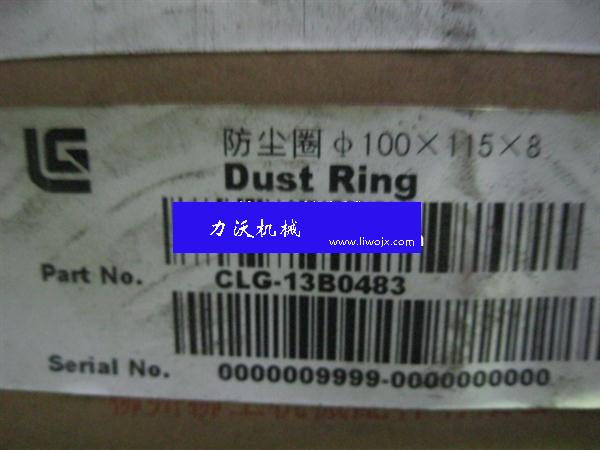 LG
防尘圈 φ100×115×8
Dust Ring
力沃机械
www.liwojx.com
Part No. CLG-13B0483
Serial No. 0000009999-0000000000